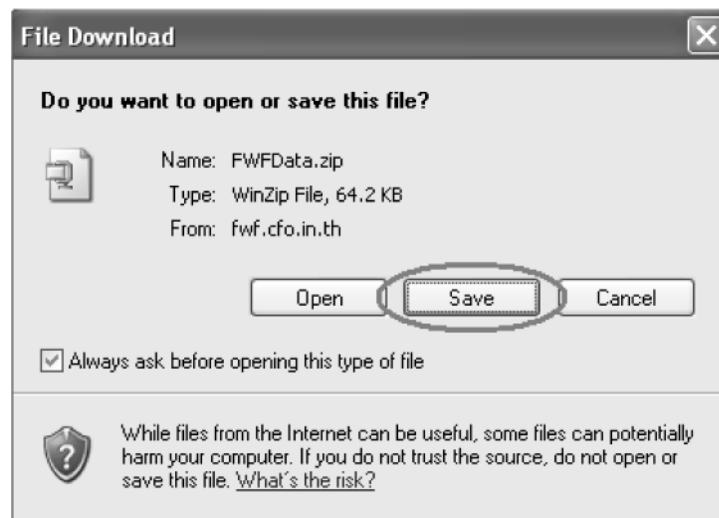 File Download
Do you want to open or save this file?
Name: FWFData.zip
Type: WinZip File, 64.2 KB
From: fwf.cfo.in.th
Open Save Cancel
Always ask before opening this type of file
While files from the Internet can be useful, some files can potentially
harm your computer. If you do not trust the source, do not open or
save this file. What's the risk?